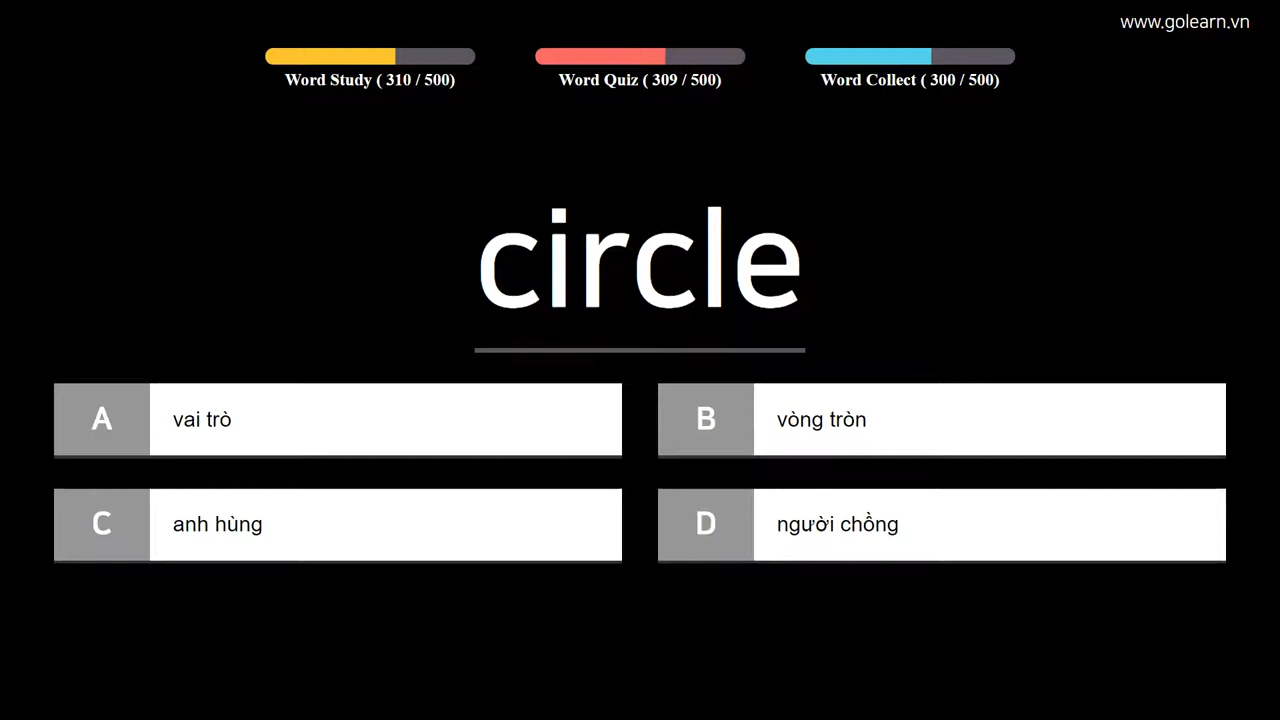 www.golearn.vn
Word Study ( 310 / 500)
Word Quiz ( 309 / 500)
Word Collect ( 300 / 500)
circle
A
vai trò
B
vòng tròn
C
anh hùng
D
người chồng